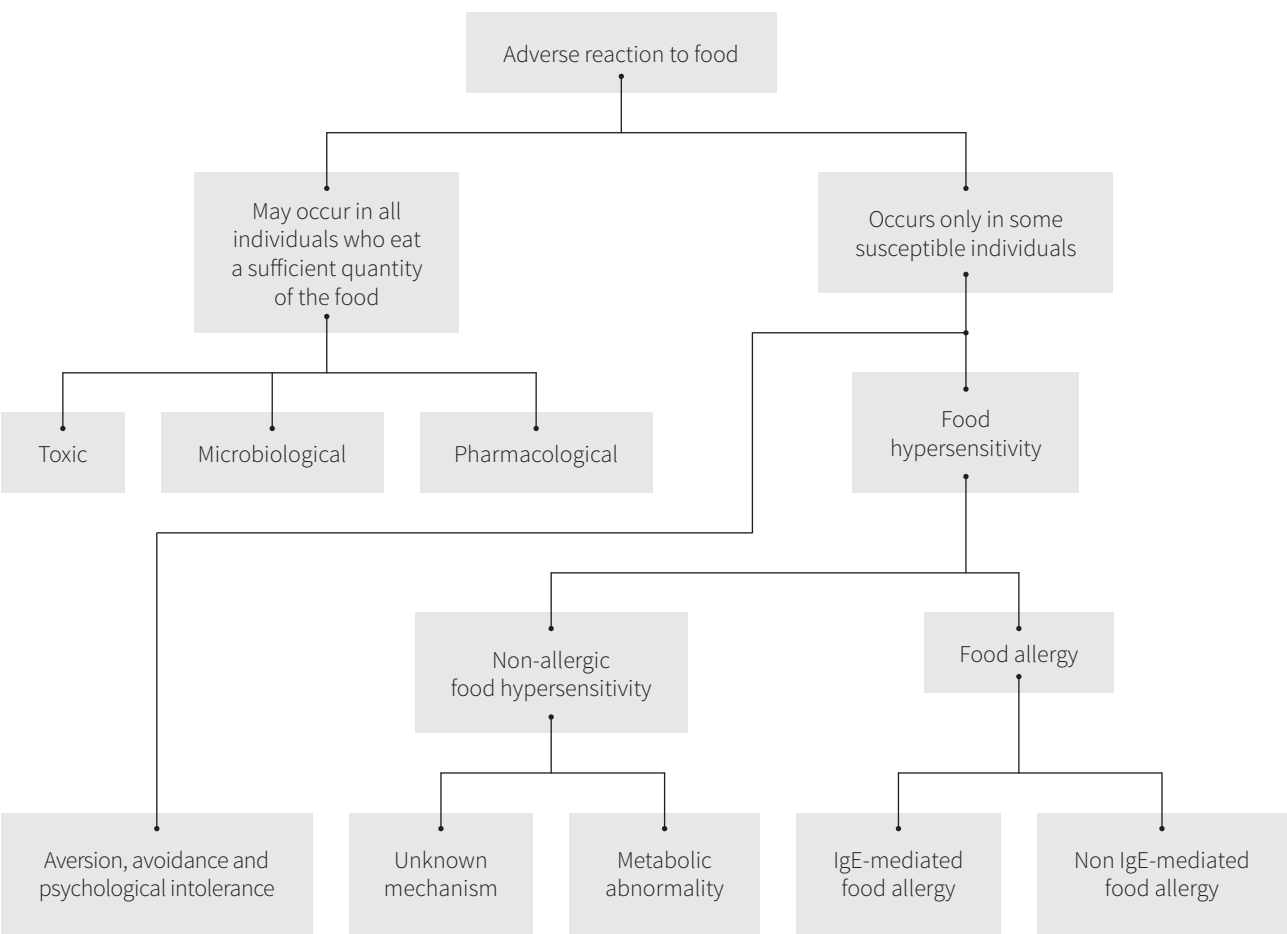 Adverse reaction to food
May occur in all
individuals who eat
a sufficient quantity
of the food
Occurs only in some
susceptible individuals
Toxic
Microbiological
Pharmacological
Food
hypersensitivity
Non-allergic
food hypersensitivity
Food allergy
Aversion, avoidance and
psychological intolerance
Unknown
mechanism
Metabolic
abnormality
IgE-mediated
food allergy
Non IgE-mediated
food allergy